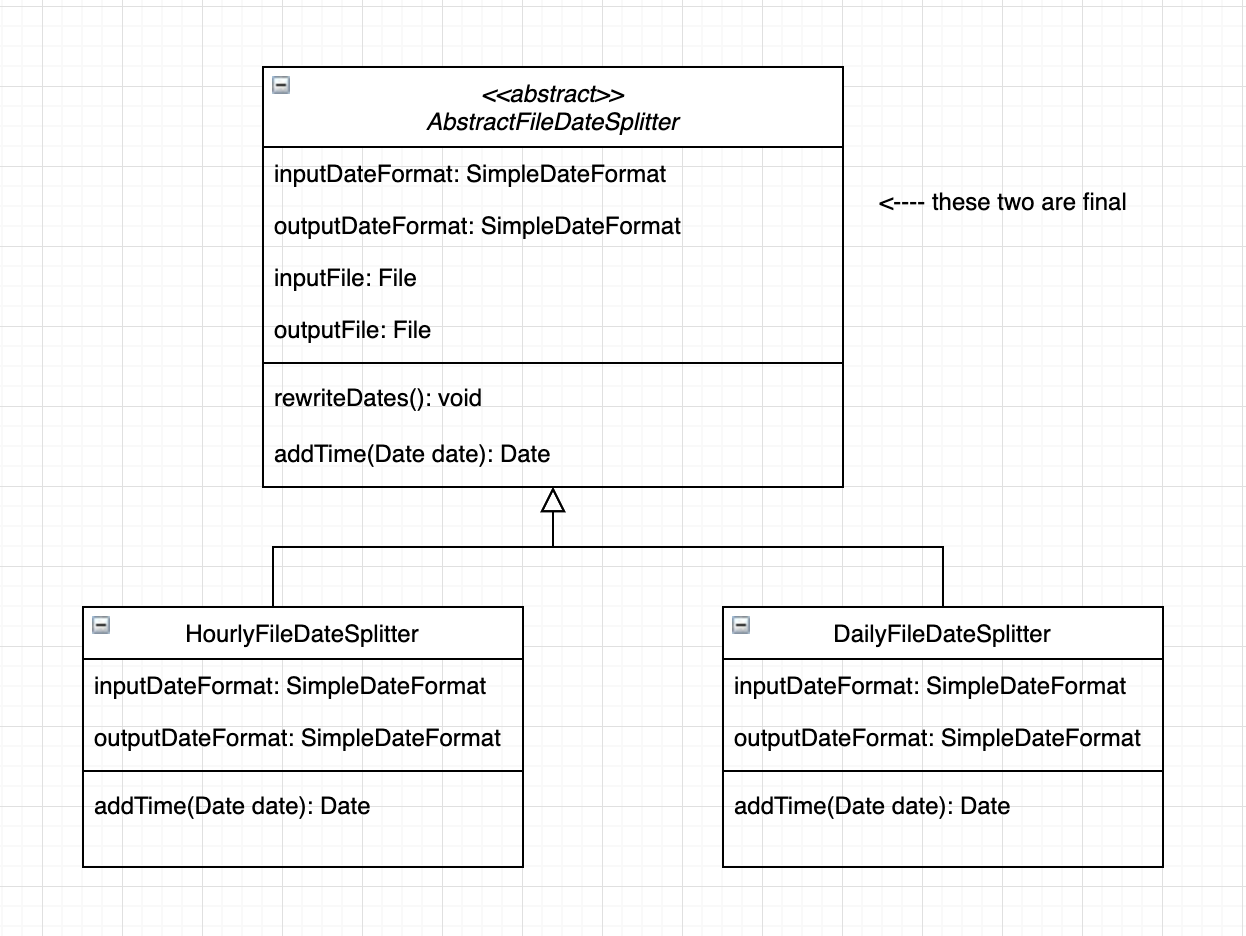 <<abstract>>
AbstractFileDateSplitter
inputDateFormat: SimpleDateFormat
outputDateFormat: SimpleDateFormat
<---- these two are final
inputFile: File
outputFile: File
rewriteDates(): void
addTime(Date date): Date
HourlyFileDateSplitter
inputDateFormat: SimpleDateFormat
outputDateFormat: SimpleDateFormat
addTime(Date date): Date
DailyFileDateSplitter
inputDateFormat: SimpleDateFormat
outputDateFormat: SimpleDateFormat
addTime(Date date): Date